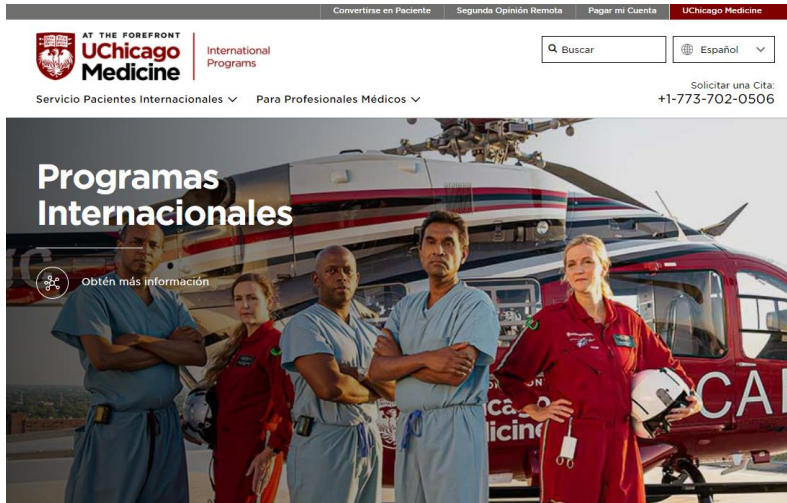 Convertirse en Paciente
Segunda Opinión Remota
Pagar mi Cuenta
UChicago Medicine
AT THE FOREFRONT
UChicago
Medicine
International
Programs
Buscar
Español
Servicio Pacientes Internacionales
Para Profesionales Médicos
Solicitar una Cita:
+1-773-702-0506
Programas
Internacionales
Obtén más información